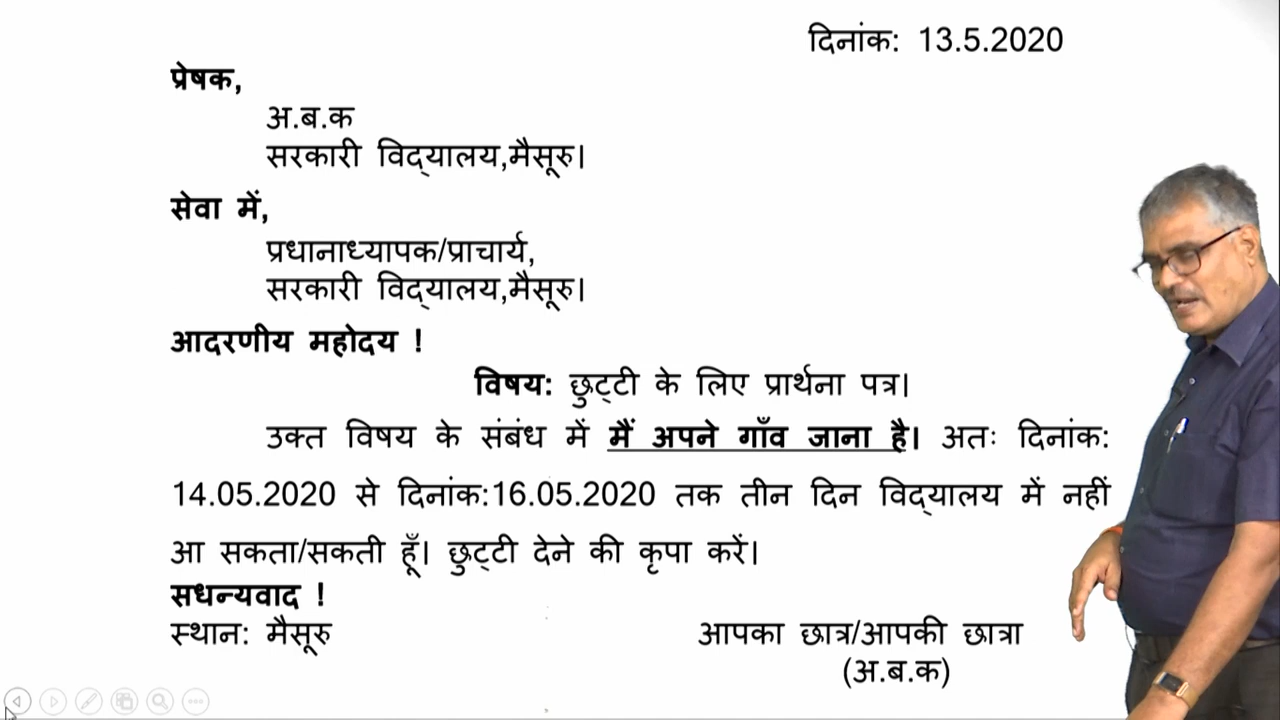 दिनांक: 13.5.2020
प्रेषक,
अ.ब.क
सरकारी विद्‌यालय,मैसूरु।
सेवा में,
प्रधानाध्यापक/प्राचार्य,
सरकारी विद्‌यालय,मैसूरु।
आदरणीय महोदय !
विषय: छुट्‌टी के लिए प्रार्थना पत्र।
उक्त विषय के संबंध में मैं अपने गाँव जाना है। अतः दिनांक:
14.05.2020 से दिनांक:16.05.2020 तक तीन दिन विद्‌यालय में नहीं
आ सकता/सकती हूँ। छुट्‌टी देने की कृपा करें।
सधन्यवाद !
स्थान: मैसूरु
आपका छात्र/आपकी छात्रा
(अ.ब.क)